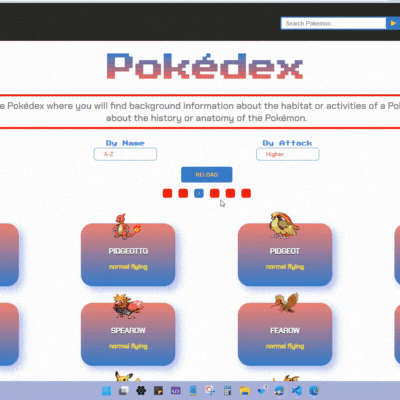 Search Pokemon...
Pokédex
e Pokédex where you will find background information about the habitat or activities of a Po
about the history or anatomy of the Pokémon.
By Name
By Attack
A-Z
Higher
RELOAD
PIDGEOTTO
PIDGEOT
normal flying
normal flying
SPEAROW
FEAROW
normal flying
normal flying